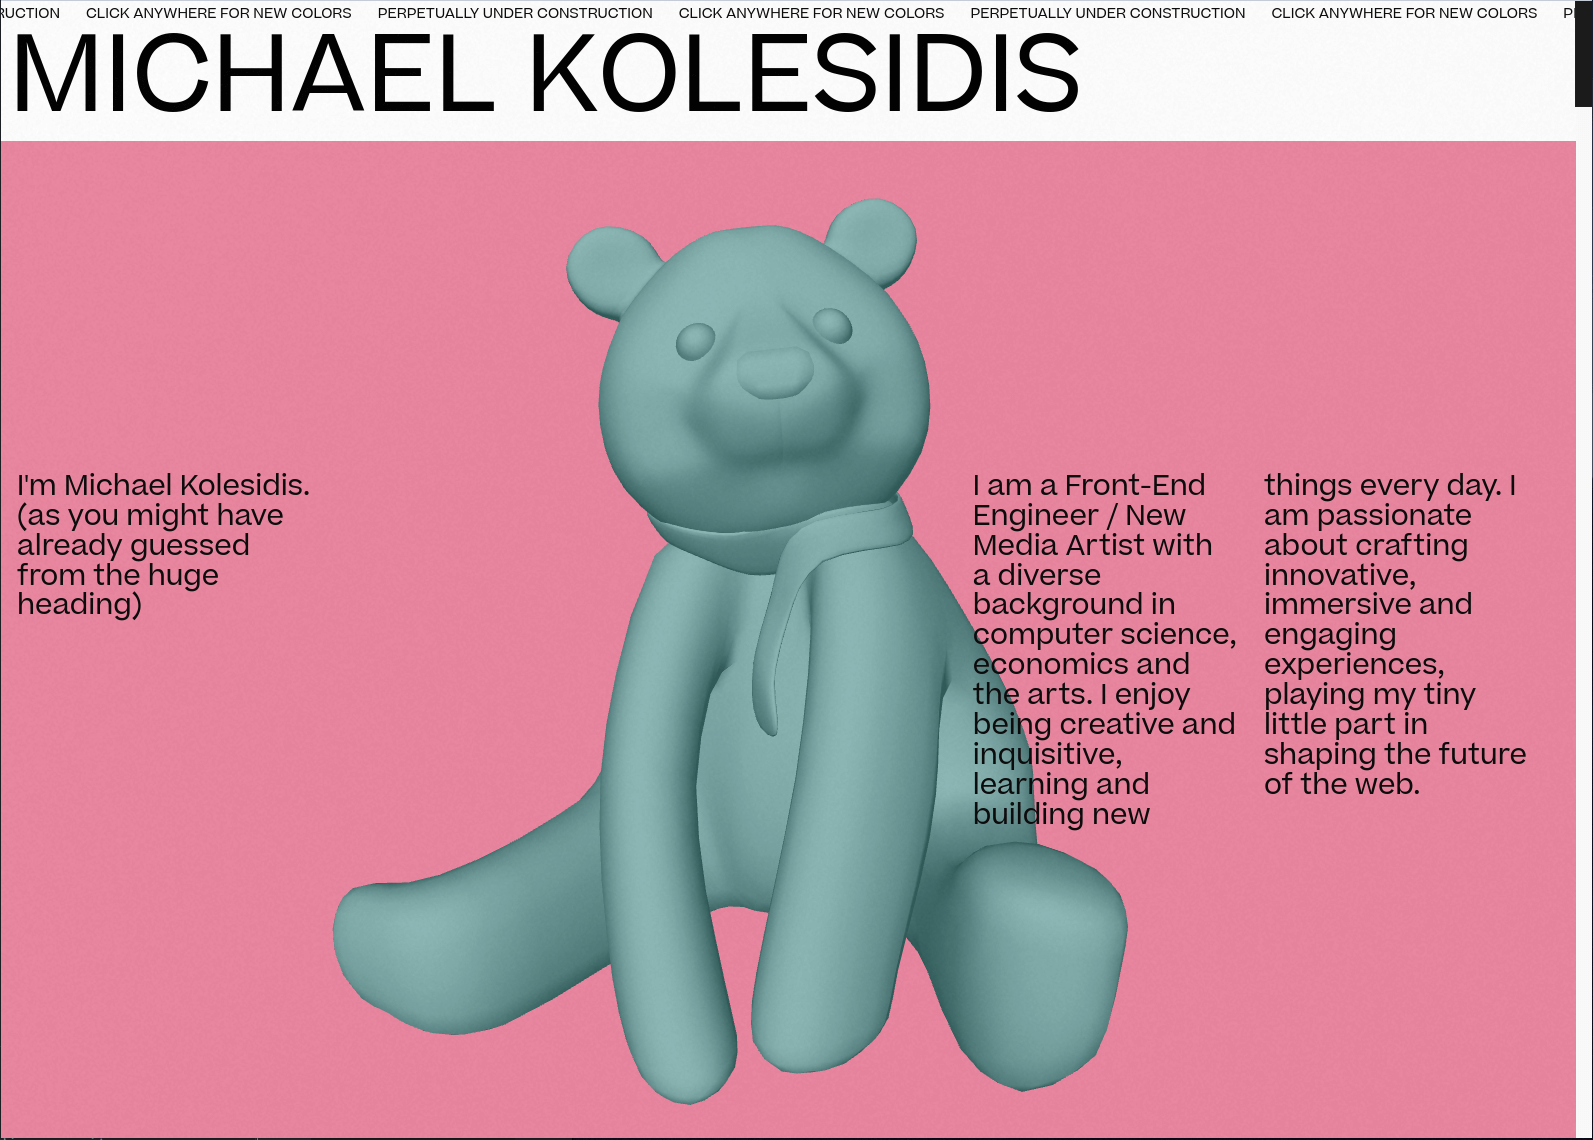 RUCTION CLICK ANYWHERE FOR NEW COLORS PERPETUALLY UNDER CONSTRUCTION CLICK ANYWHERE FOR NEW COLORS PERPETUALLY UNDER CONSTRUCTION CLICK ANYWHERE FOR NEW COLORS
MICHAEL KOLESIDIS
I'm Michael Kolesidis.
(as you might have
already guessed
from the huge
heading)
I am a Front-End
Engineer / New
Media Artist with
a diverse
background in
computer science,
economics and
the arts. I enjoy
being creative and
inquisitive,
learning and
building new
things every day. I
am passionate
about crafting
innovative,
immersive and
engaging
experiences,
playing my tiny
little part in
shaping the future
of the web.